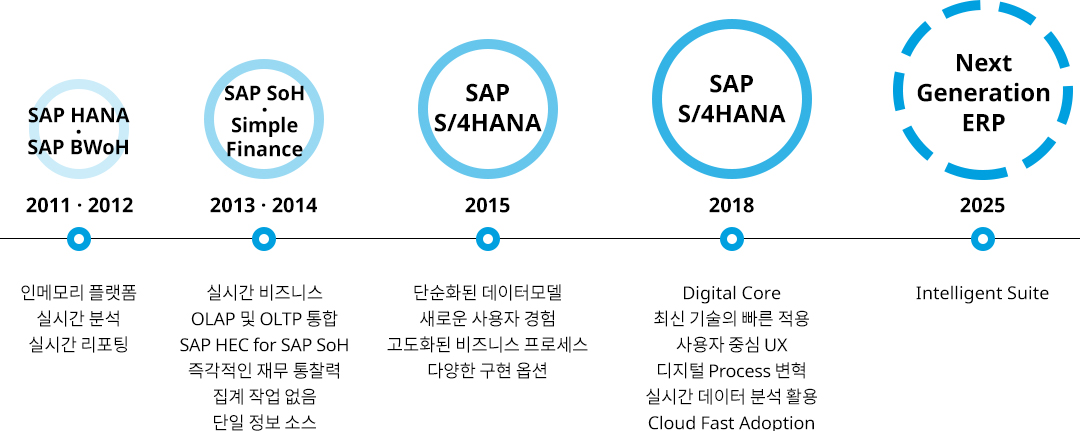 SAP HANA
·
SAP BWoH
2011 · 2012
인메모리 플랫폼
실시간 분석
실시간 리포팅
SAP SoH
·
Simple
Finance
2013 · 2014
실시간 비즈니스
OLAP 및 OLTP 통합
SAP HEC for SAP SoH
즉각적인 재무 통찰력
집계 작업 없음
단일 정보 소스
SAP
S/4HANA
2015
단순화된 데이터모델
새로운 사용자 경험
고도화된 비즈니스 프로세스
다양한 구현 옵션
SAP
S/4HANA
2018
Digital Core
최신 기술의 빠른 적용
사용자 중심 UX
디지털 Process 변혁
실시간 데이터 분석 활용
Cloud Fast Adoption
Next
Generation
ERP
2025
Intelligent Suite